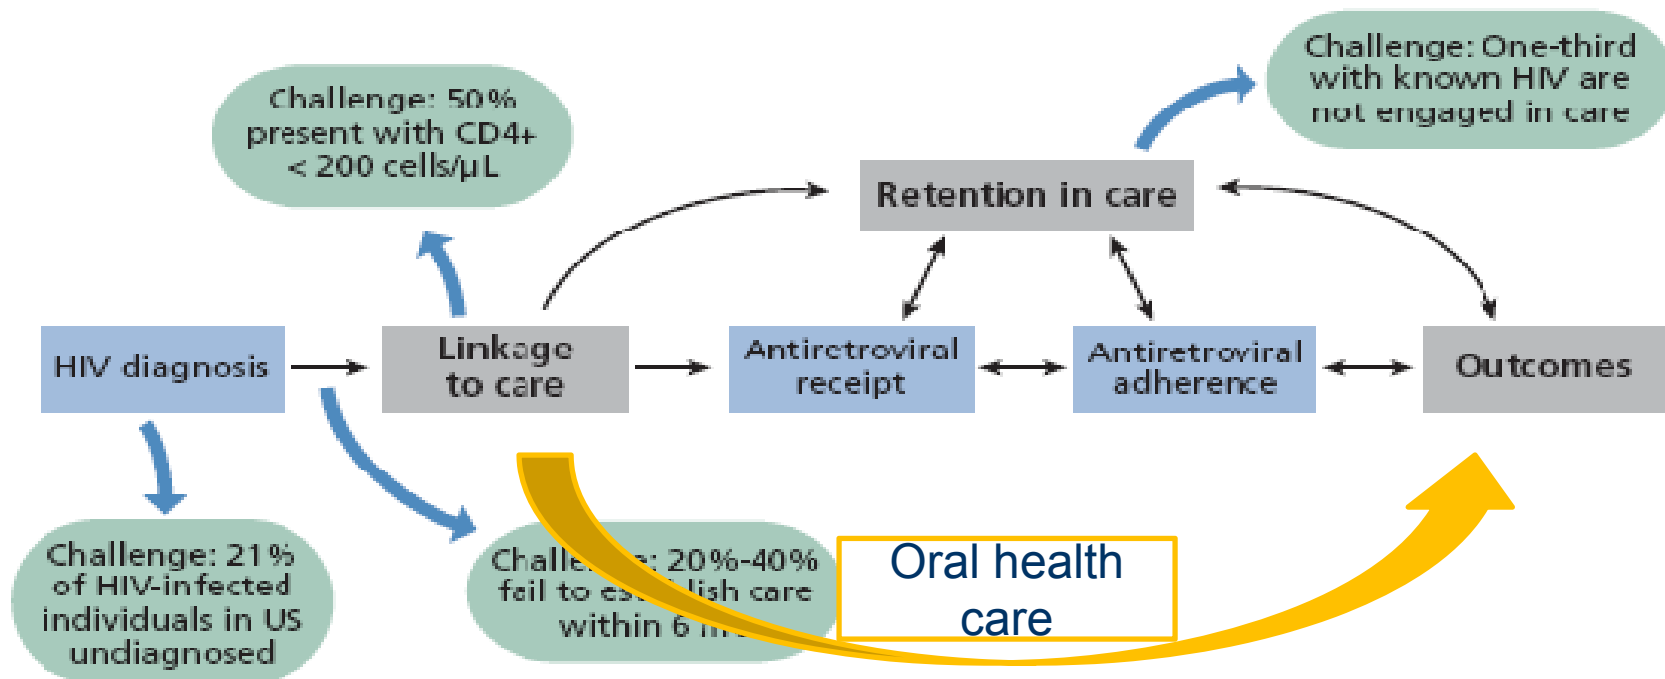 Challenge: One-third
with known HIV are
not engaged in care
Challenge: 50%
present with CD4+
< 200 cells/µL
Retention in care
HIV diagnosis
Linkage
to care
Antiretroviral
receipt
Antiretroviral
adherence
Outcomes
Challenge: 21%
of HIV-infected
individuals in US
undiagnosed
20%-40%
fail to care
within 6
Oral health
care